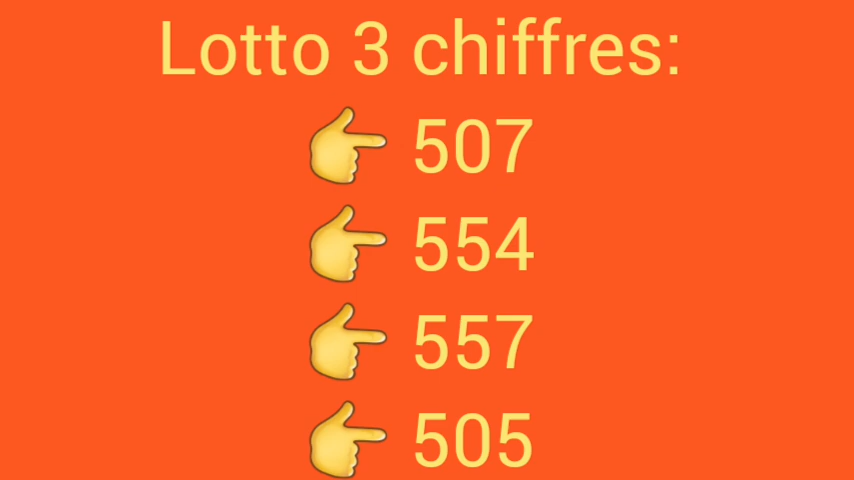 Lotto 3 chiffres:
👉 507
👉 554
👉 557
👉 505